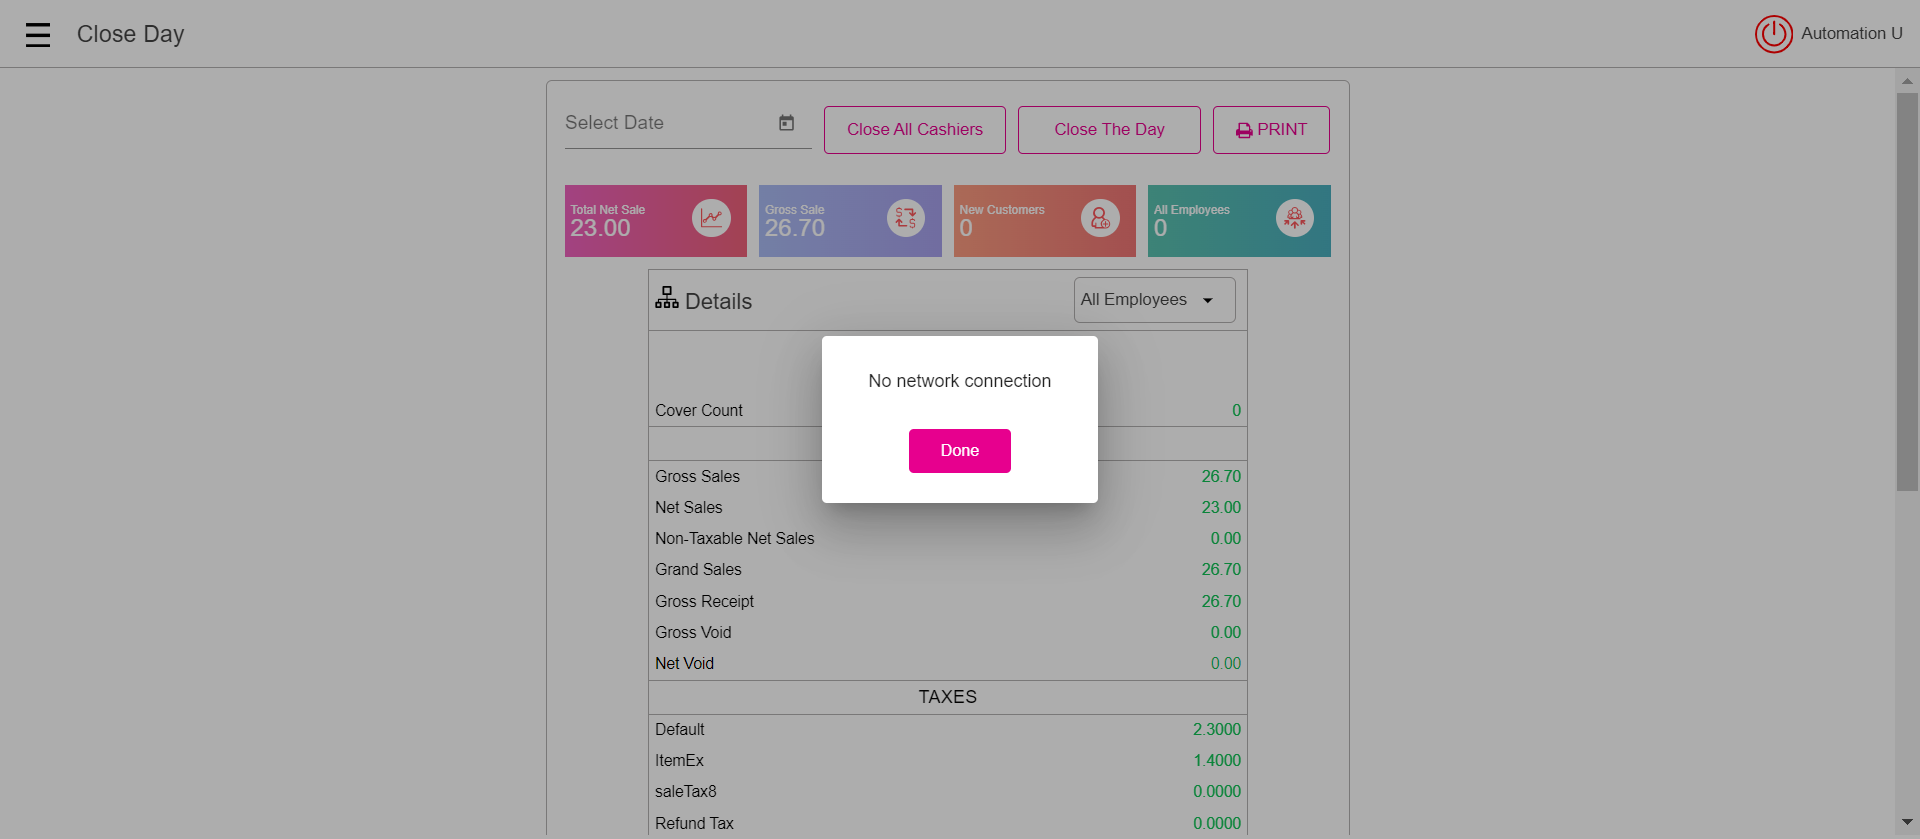 Close Day
Automation U
Select Date
Close All Cashiers
Close The Day
PRINT
Total Net Sale
23.00
Gross Sale
26.70
New Customers
0
All Employees
0
Details
All Employees
No network connection
Done
Cover Count 0
Gross Sales 26.70
Net Sales 23.00
Non-Taxable Net Sales 0.00
Grand Sales 26.70
Gross Receipt 26.70
Gross Void 0.00
Net Void 0.00
TAXES
Default 2.3000
ItemEx 1.4000
saleTax8 0.0000
Refund Tax 0.0000